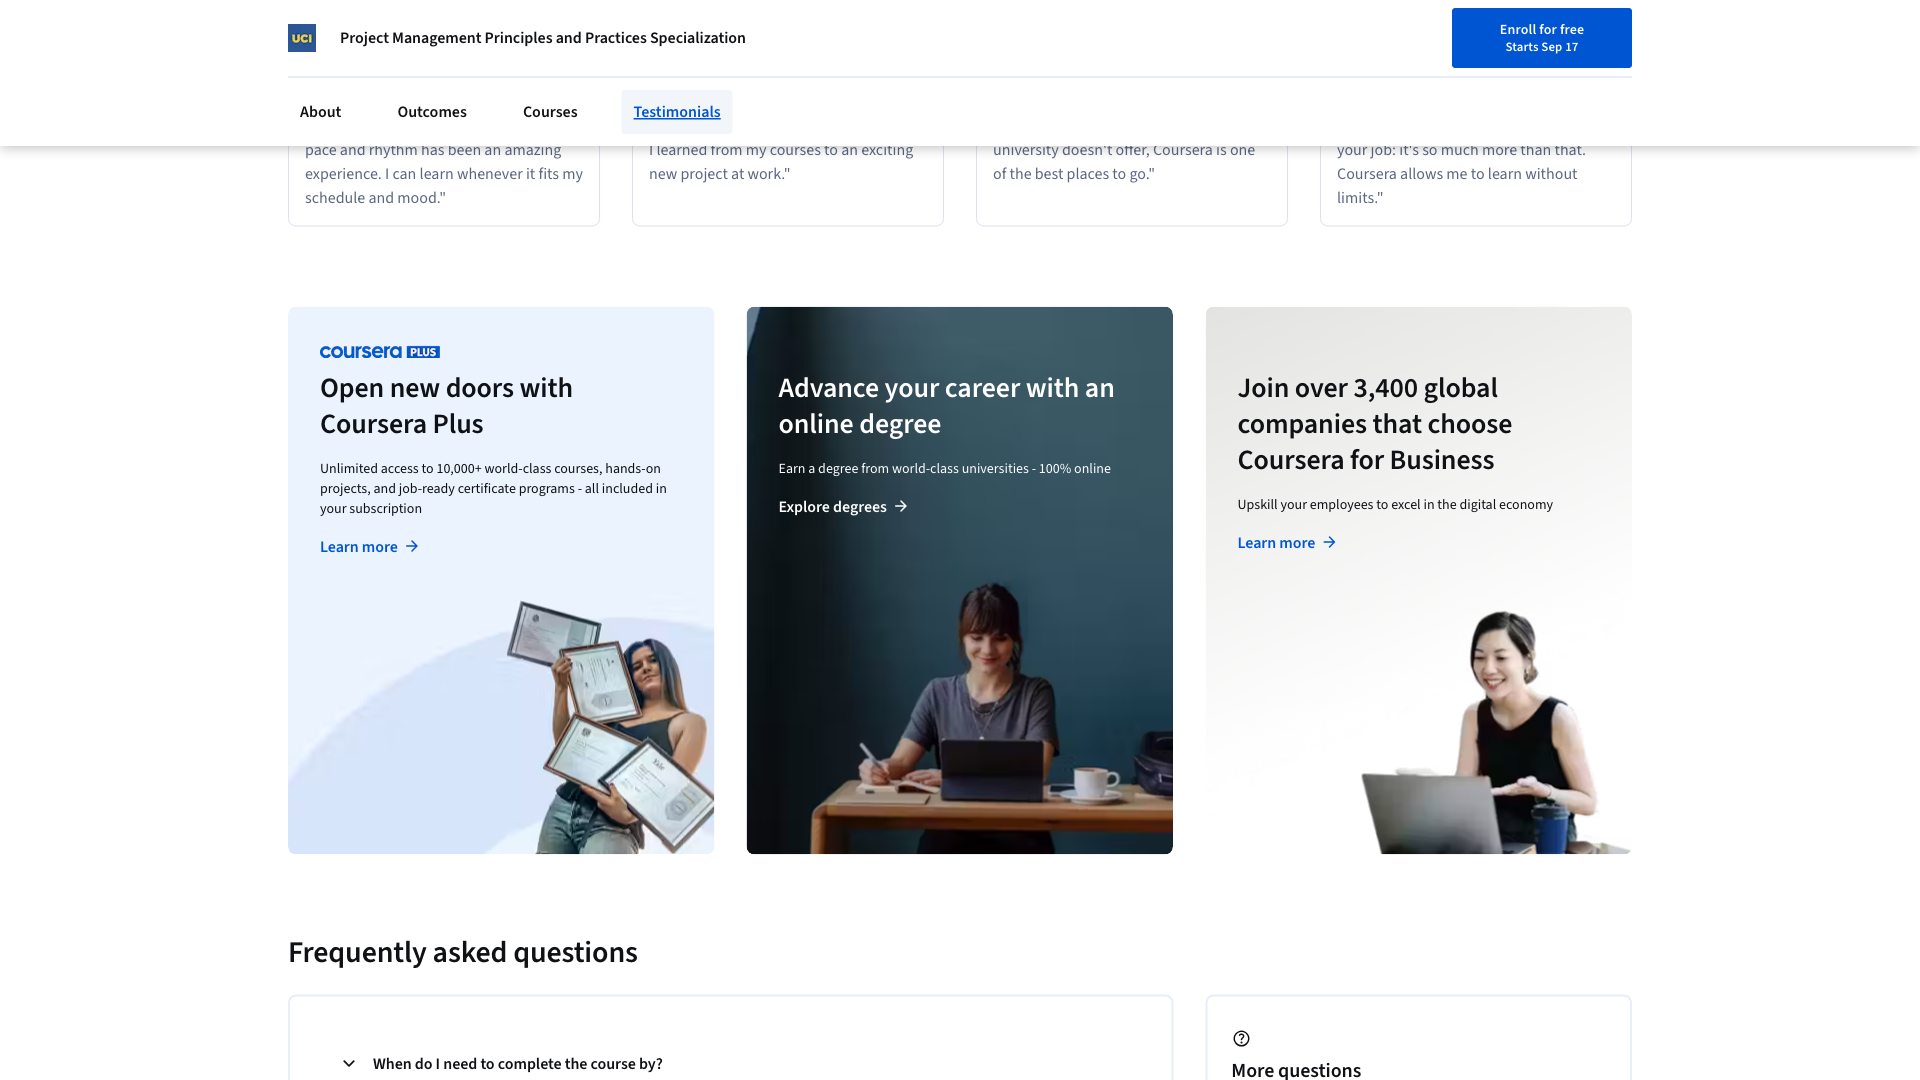 UCI
Project Management Principles and Practices Specialization
Enroll for free
Starts Sep 17
About
Outcomes
Courses
Testimonials
pace and rhythm has been an amazing
experience. I can learn whenever it fits my
schedule and mood."
I learned from my courses to an exciting
new project at work."
university doesn't offer, Coursera is one
of the best places to go."
your job: it's so much more than that.
Coursera allows me to learn without
limits."
coursera PLUS
Open new doors with
Coursera Plus
Unlimited access to 10,000+ world-class courses, hands-on
projects, and job-ready certificate programs - all included in
your subscription
Learn more
Advance your career with an
online degree
Earn a degree from world-class universities - 100% online
Explore degrees
Join over 3,400 global
companies that choose
Coursera for Business
Upskill your employees to excel in the digital economy
Learn more
Frequently asked questions
When do I need to complete the course by?
More questions